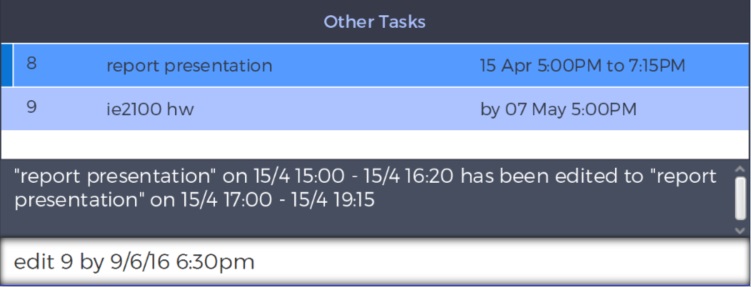 Other Tasks
8 report presentation 15 Apr 5:00PM to 7:15PM
9 ie2100 hw by 07 May 5:00PM
"report presentation" on 15/4 15:00 - 15/4 16:20 has been edited to "report
presentation" on 15/4 17:00 - 15/4 19:15
edit 9 by 9/6/16 6:30pm